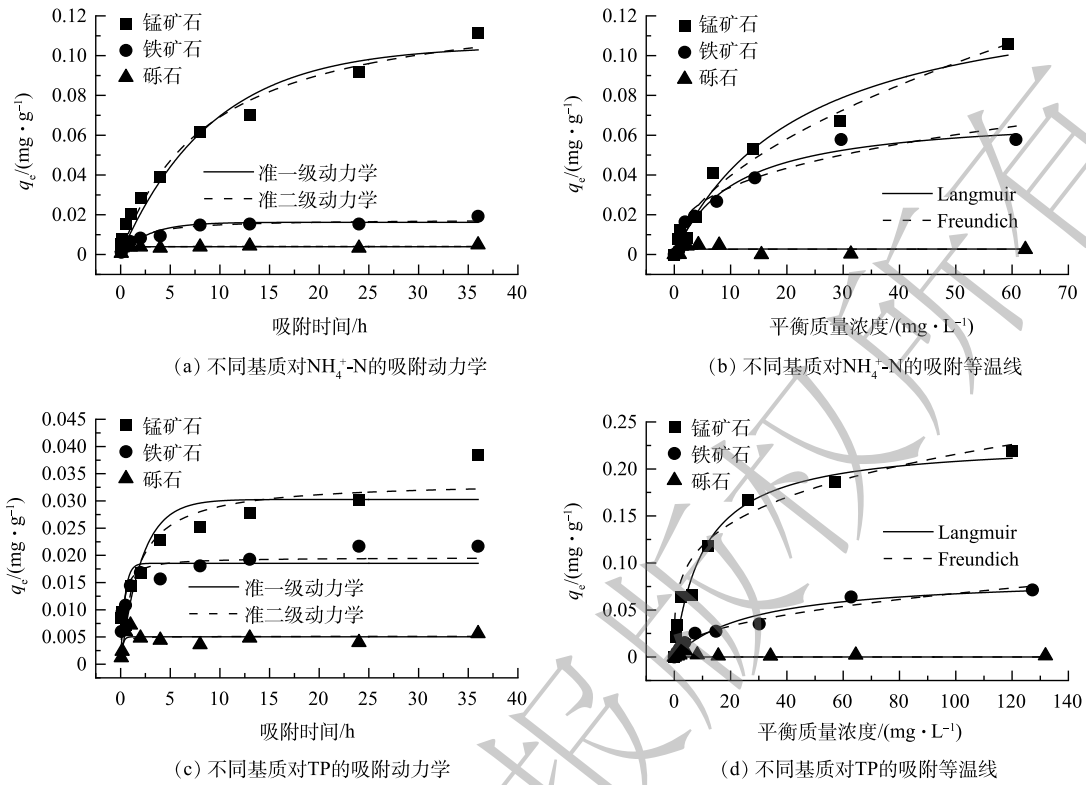 锰矿石
铁矿石
砾石
准一级动力学
准二级动力学
0.12
0.10
0.08
0.06
0.04
0.02
0
qe/(mg·g⁻¹)
0 5 10 15 20 25 30 35 40
吸附时间/h
(a) 不同基质对NH₄⁺-N的吸附动力学
锰矿石
铁矿石
砾石
Langmuir
Freundich
0.12
0.10
0.08
0.06
0.04
0.02
0
qe/(mg·g⁻¹)
0 10 20 30 40 50 60 70
平衡质量浓度/(mg·L⁻¹)
(b) 不同基质对NH₄⁺-N的吸附等温线
锰矿石
铁矿石
砾石
准一级动力学
准二级动力学
0.045
0.040
0.035
0.030
0.025
0.020
0.015
0.010
0.005
0
qe/(mg·g⁻¹)
0 5 10 15 20 25 30 35 40
吸附时间/h
(c) 不同基质对TP的吸附动力学
锰矿石
铁矿石
砾石
Langmuir
Freundich
0.25
0.20
0.15
0.10
0.05
0
qe/(mg·g⁻¹)
0 20 40 60 80 100 120 140
平衡质量浓度/(mg·L⁻¹)
(d) 不同基质对TP的吸附等温线
报版权所有